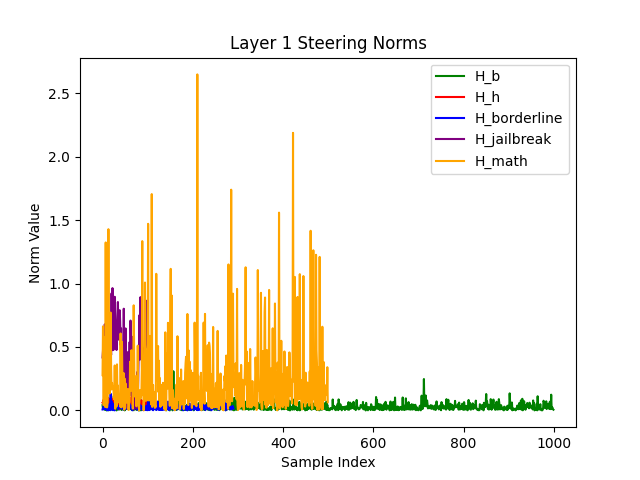 Layer 1 Steering Norms
H_b
H_h
H_borderline
H_jailbreak
H_math
Norm Value
2.5
2.0
1.5
1.0
0.5
0.0
0 200 400 600 800 1000
Sample Index